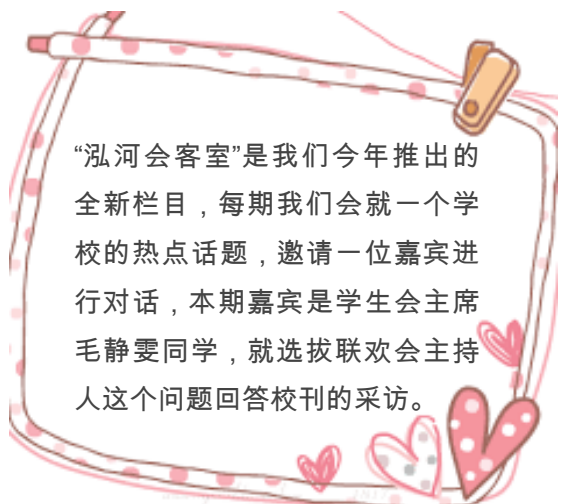 “泓河会客室”是我们今年推出的
全新栏目，每期我们会就一个学
校的热点话题，邀请一位嘉宾进
行对话，本期嘉宾是学生会主席
毛静雯同学，就选拔联欢会主持
人这个问题回答校刊的采访。